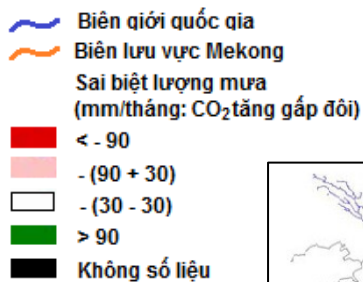 Biên giới quốc gia
Biên lưu vực Mekong
Sai biệt lượng mưa
(mm/tháng: CO₂ tăng gấp đôi)
< - 90
- (90 + 30)
- (30 - 30)
> 90
Không số liệu